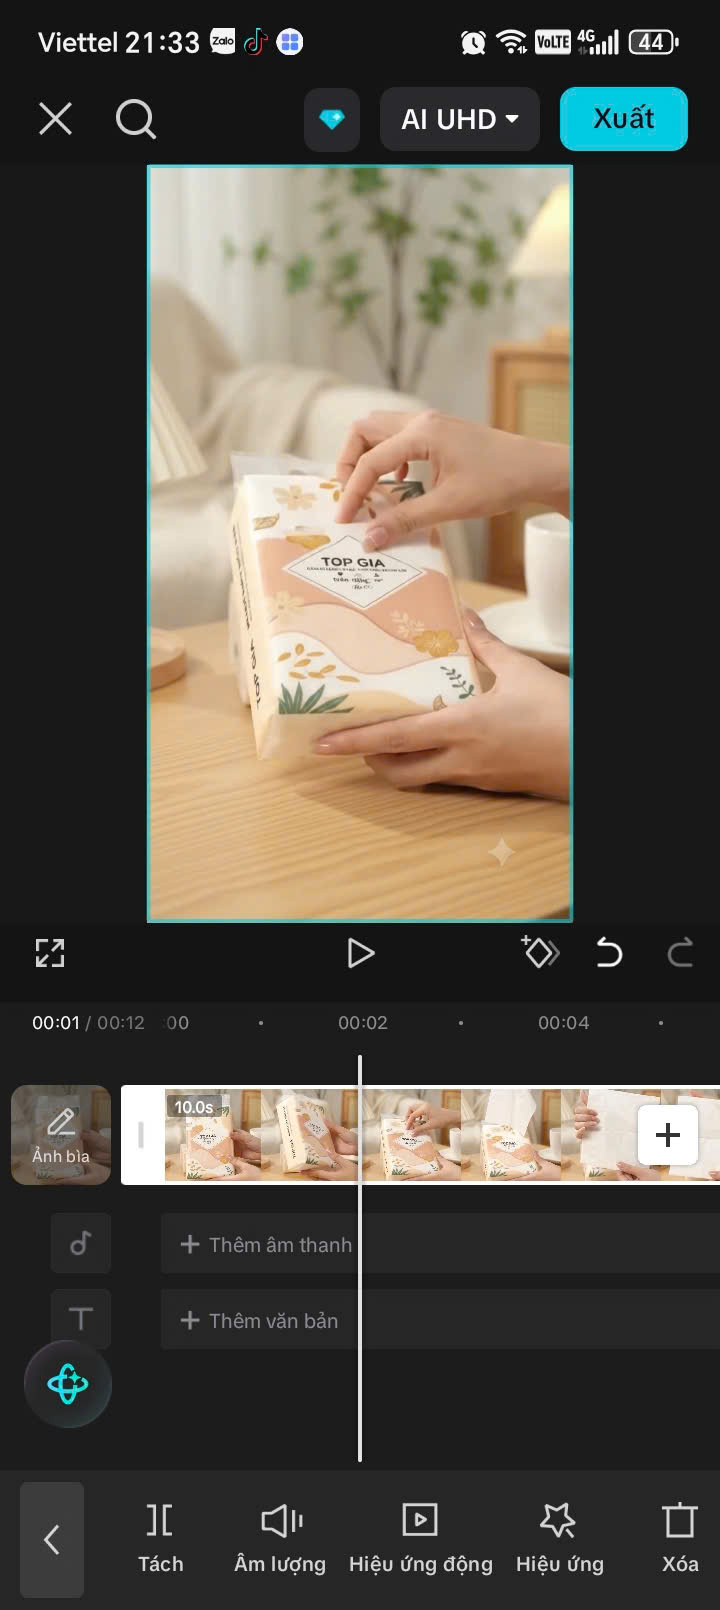 Viettel 21:33 Zalo VoLTE 4G 44
AI UHD Xuất
TOP GIA
TOP GIA
00:01 / 00:12 :00 00:02 00:04
10.0s
Ảnh bìa
Thêm âm thanh
T Thêm văn bản
Tách Âm lượng Hiệu ứng động Hiệu ứng Xóa